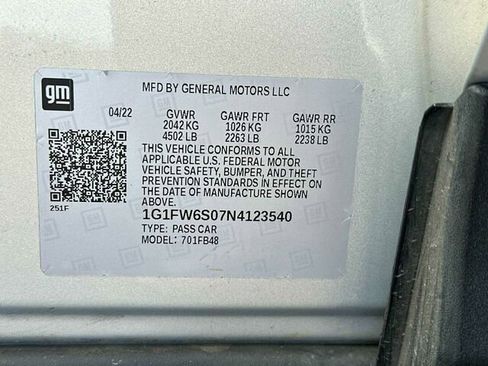 gm
MFD BY GENERAL MOTORS LLC
04/22 GVWR GAWR FRT GAWR RR
2042 KG 1026 KG 1015 KG
4502 LB 2263 LB 2238 LB
THIS VEHICLE CONFORMS TO ALL
APPLICABLE U.S. FEDERAL MOTOR
VEHICLE SAFETY, BUMPER, AND THEFT
PREVENTION STANDARDS IN EFFECT ON
THE DATE OF MANUFACTURE SHOWN
ABOVE.
251F
1G1FW6S07N4123540
TYPE: PASS CAR
MODEL: 701FB48